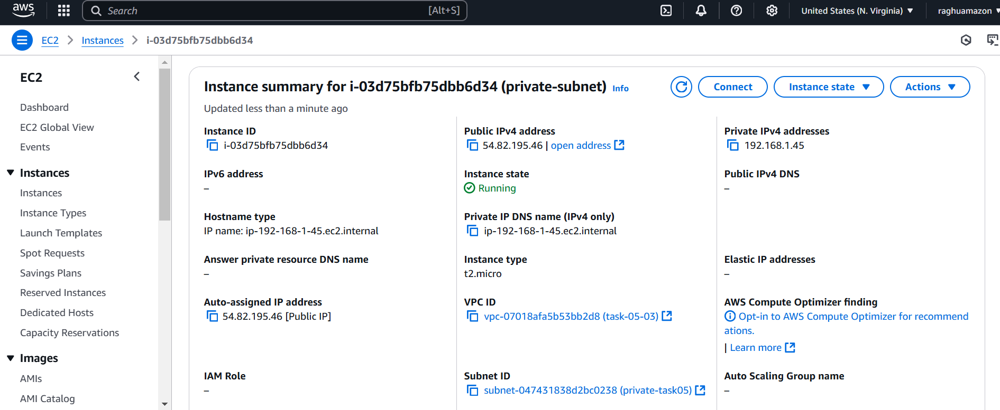 aws
Search
[Alt+S]
United States (N. Virginia)
raghuamazon
EC2
Instances
i-03d75bfb75dbb6d34
EC2
Dashboard
EC2 Global View
Events
Instances
Instances
Instance Types
Launch Templates
Spot Requests
Savings Plans
Reserved Instances
Dedicated Hosts
Capacity Reservations
Images
AMIs
AMI Catalog
Instance summary for i-03d75bfb75dbb6d34 (private-subnet) Info
Updated less than a minute ago
Connect
Instance state
Actions
Instance ID
i-03d75bfb75dbb6d34
Public IPv4 address
54.82.195.46 | open address
Private IPv4 addresses
192.168.1.45
IPv6 address
–
Instance state
Running
Public IPv4 DNS
–
Hostname type
IP name: ip-192-168-1-45.ec2.internal
Private IP DNS name (IPv4 only)
ip-192-168-1-45.ec2.internal
Answer private resource DNS name
–
Instance type
t2.micro
Elastic IP addresses
–
Auto-assigned IP address
54.82.195.46 [Public IP]
VPC ID
vpc-07018afa5b53bb2d8 (task-05-03)
AWS Compute Optimizer finding
Opt-in to AWS Compute Optimizer for recommend
ations.
| Learn more
IAM Role
–
Subnet ID
subnet-047431838d2bc0238 (private-task05)
Auto Scaling Group name
–